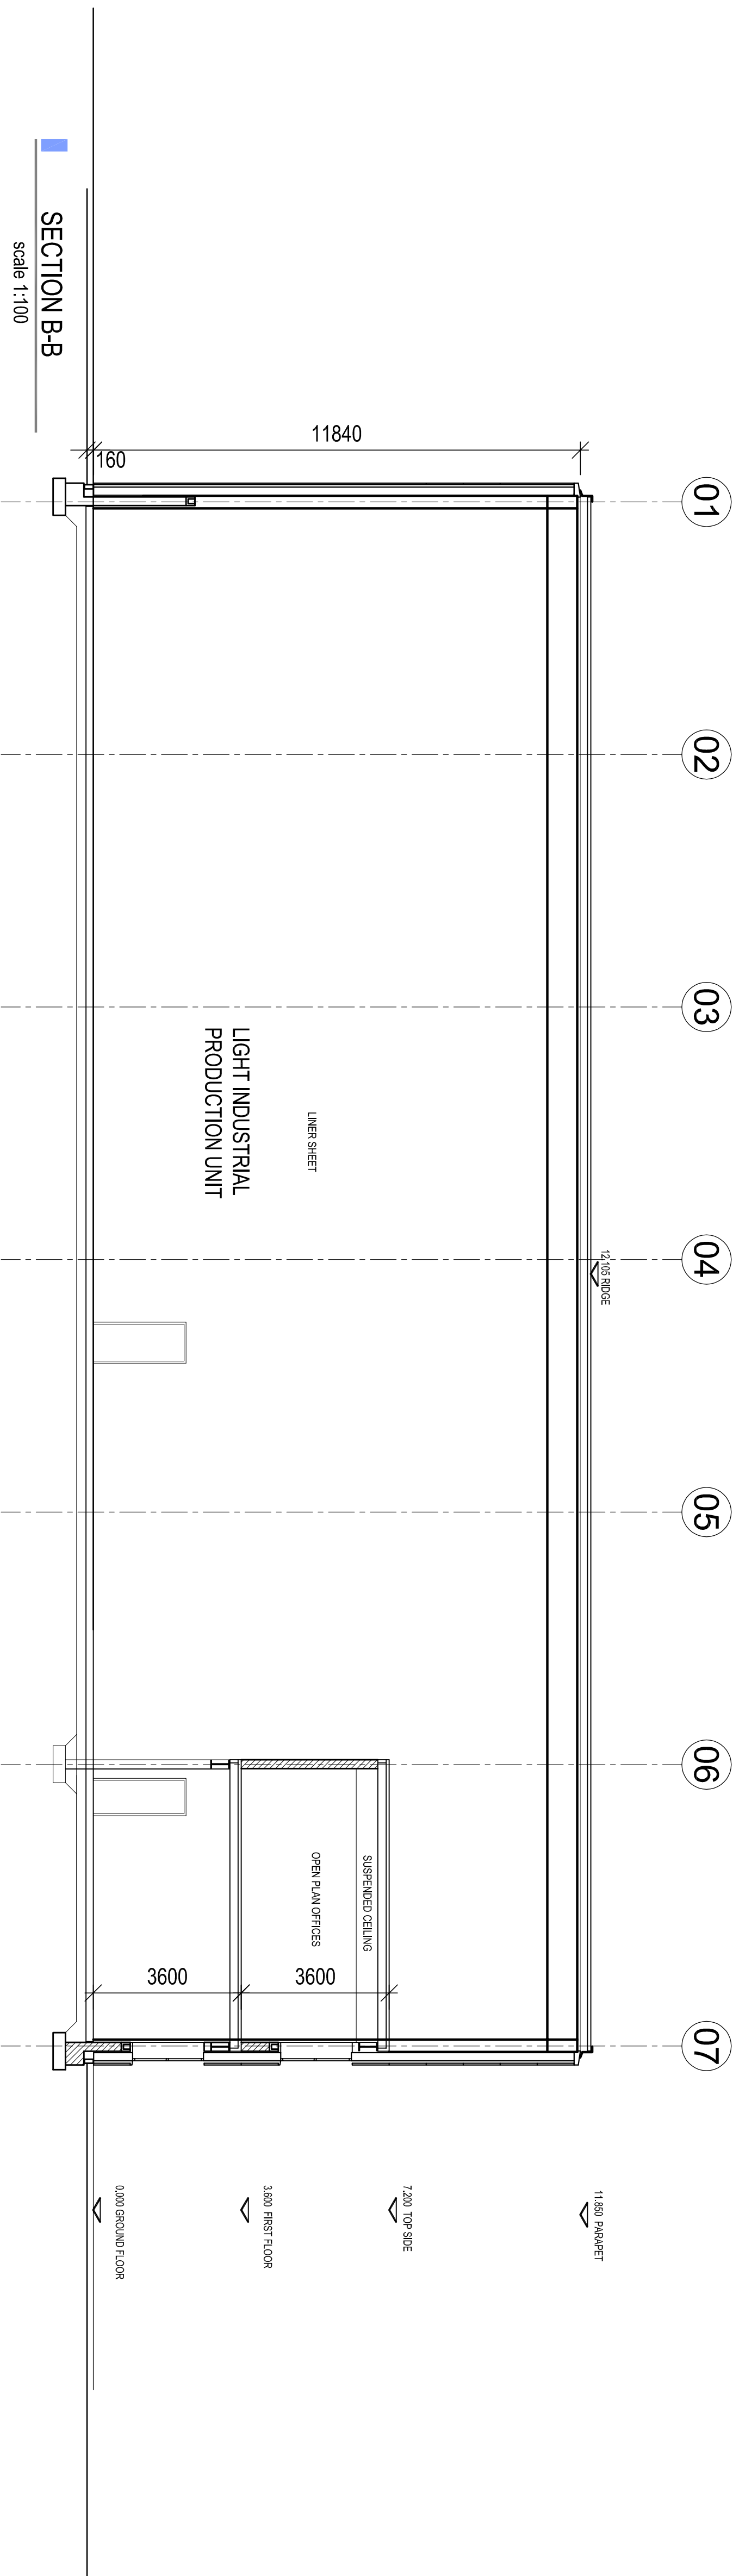 01
02
03
04
05
06
07
12.105 RIDGE
11.850 PARAPET
11840
160
LINER SHEET
LIGHT INDUSTRIAL
PRODUCTION UNIT
SUSPENDED CEILING
OPEN PLAN OFFICES
3600
3600
7.200 TOP SIDE
3.600 FIRST FLOOR
0.000 GROUND FLOOR
SECTION B-B
scale 1:100